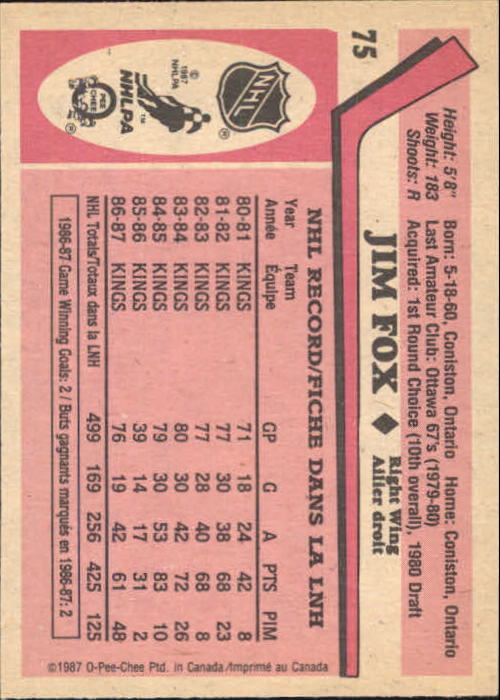 75
Height: 5'8" Born: 5-18-60, Coniston, Ontario Home: Coniston, Ontario
Weight: 183 Last Amateur Club: Ottawa 67's (1979-80)
Shoots: R Acquired: 1st Round Choice (10th overall), 1980 Draft
JIM FOX ◆ Right Wing
Ailier droit
NHL
®
© 1987 NHLPA
NHLPA
™
O PEE CHEE
®
NHL RECORD/FICHE DANS LA LNH
Year Team
Année Équipe GP G A PTS PIM
80-81 KINGS 71 18 24 42 8
81-82 KINGS 77 30 38 68 23
82-83 KINGS 77 28 40 68 8
83-84 KINGS 80 30 42 72 26
84-85 KINGS 79 30 53 83 10
85-86 KINGS 39 14 17 31 2
86-87 KINGS 76 19 42 61 48
NHL Totals/Totaux dans la LNH 499 169 256 425 125
1986-87 Game Winning Goals: 2 / Buts gagnants marqués en 1986-87: 2
©1987 O-Pee-Chee Ptd. in Canada/Imprimé au Canada